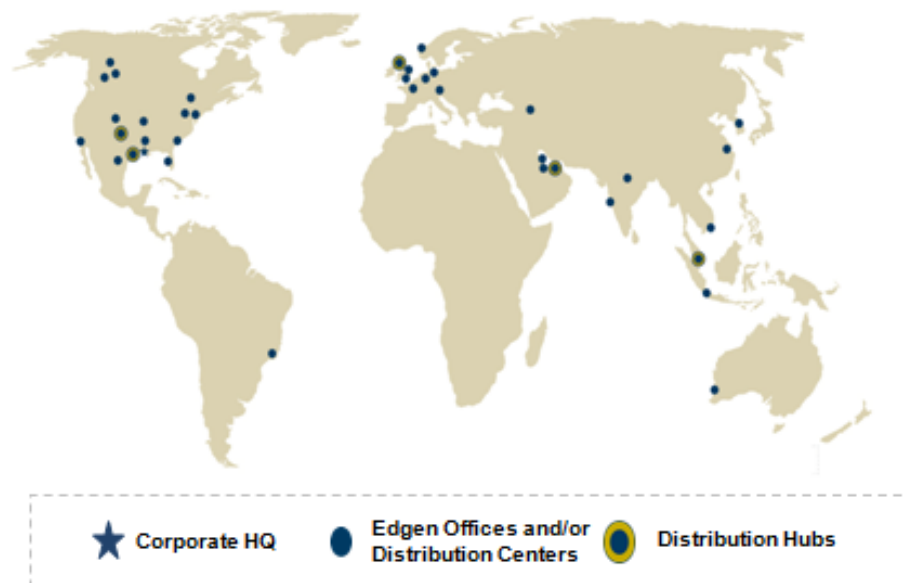 Corporate HQ
Edgen Offices and/or
Distribution Centers
Distribution Hubs